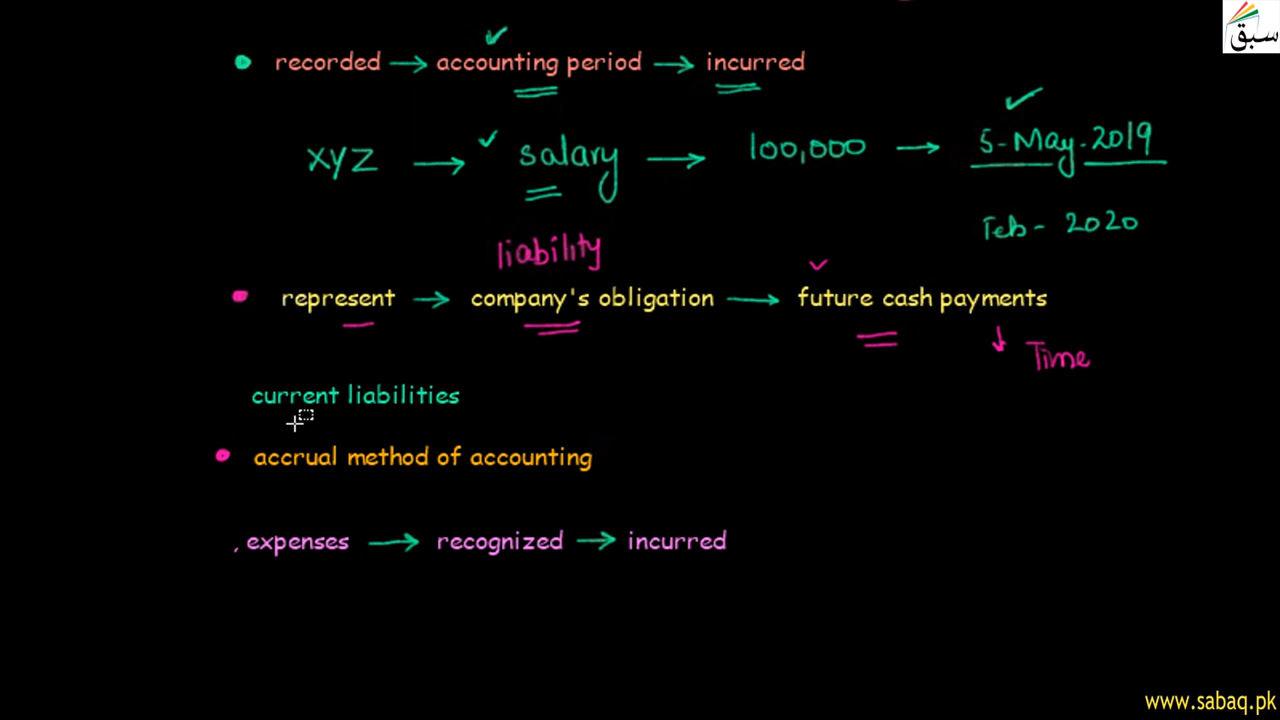 سبق
recorded → accounting period → incurred
xyz → salary → 100,000 → 5-May-2019
Feb - 2020
liability
represent → company's obligation → future cash payments
Time
current liabilities
accrual method of accounting
, expenses → recognized → incurred
www.sabaq.pk